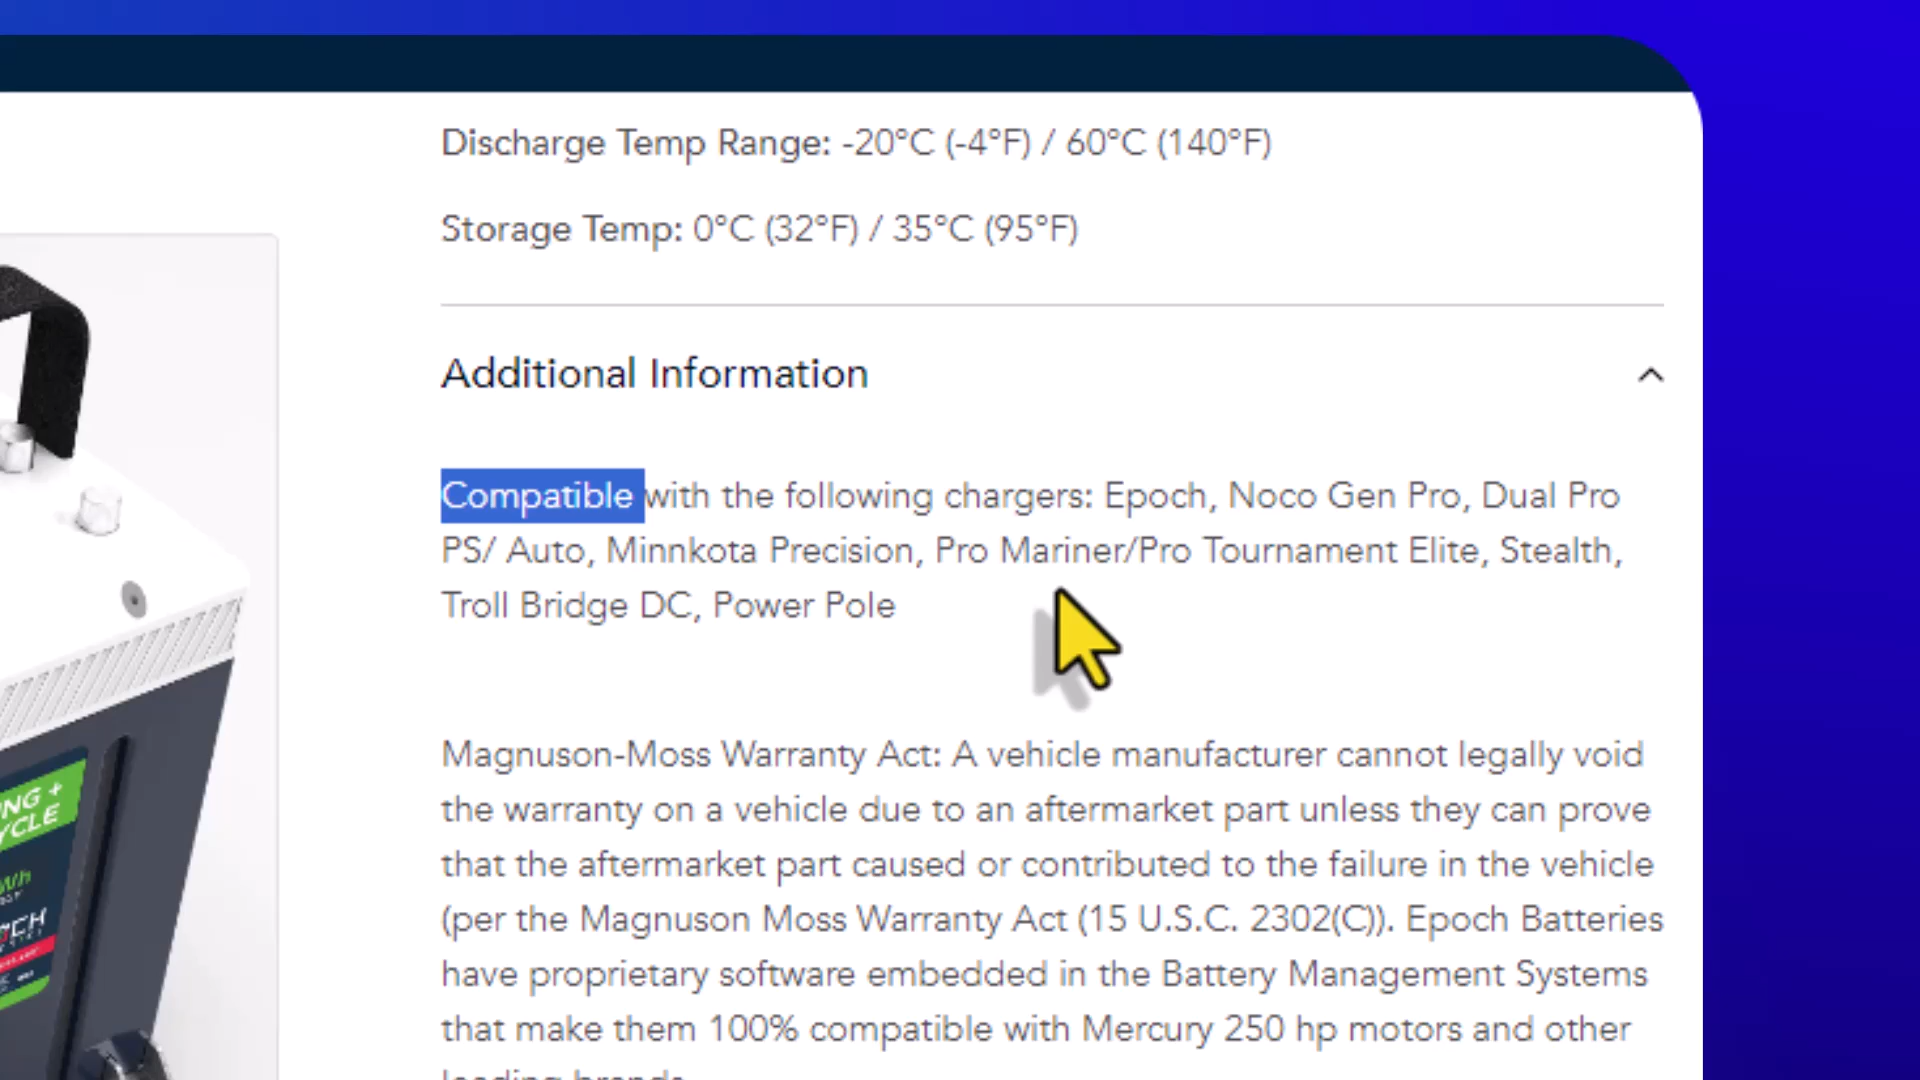 Discharge Temp Range: -20°C (-4°F) / 60°C (140°F)
Storage Temp: 0°C (32°F) / 35°C (95°F)
Additional Information
Compatible with the following chargers: Epoch, Noco Gen Pro, Dual Pro
PS/ Auto, Minnkota Precision, Pro Mariner/Pro Tournament Elite, Stealth,
Troll Bridge DC, Power Pole
Magnuson-Moss Warranty Act: A vehicle manufacturer cannot legally void
the warranty on a vehicle due to an aftermarket part unless they can prove
that the aftermarket part caused or contributed to the failure in the vehicle
(per the Magnuson Moss Warranty Act (15 U.S.C. 2302(C)). Epoch Batteries
have proprietary software embedded in the Battery Management Systems
that make them 100% compatible with Mercury 250 hp motors and other